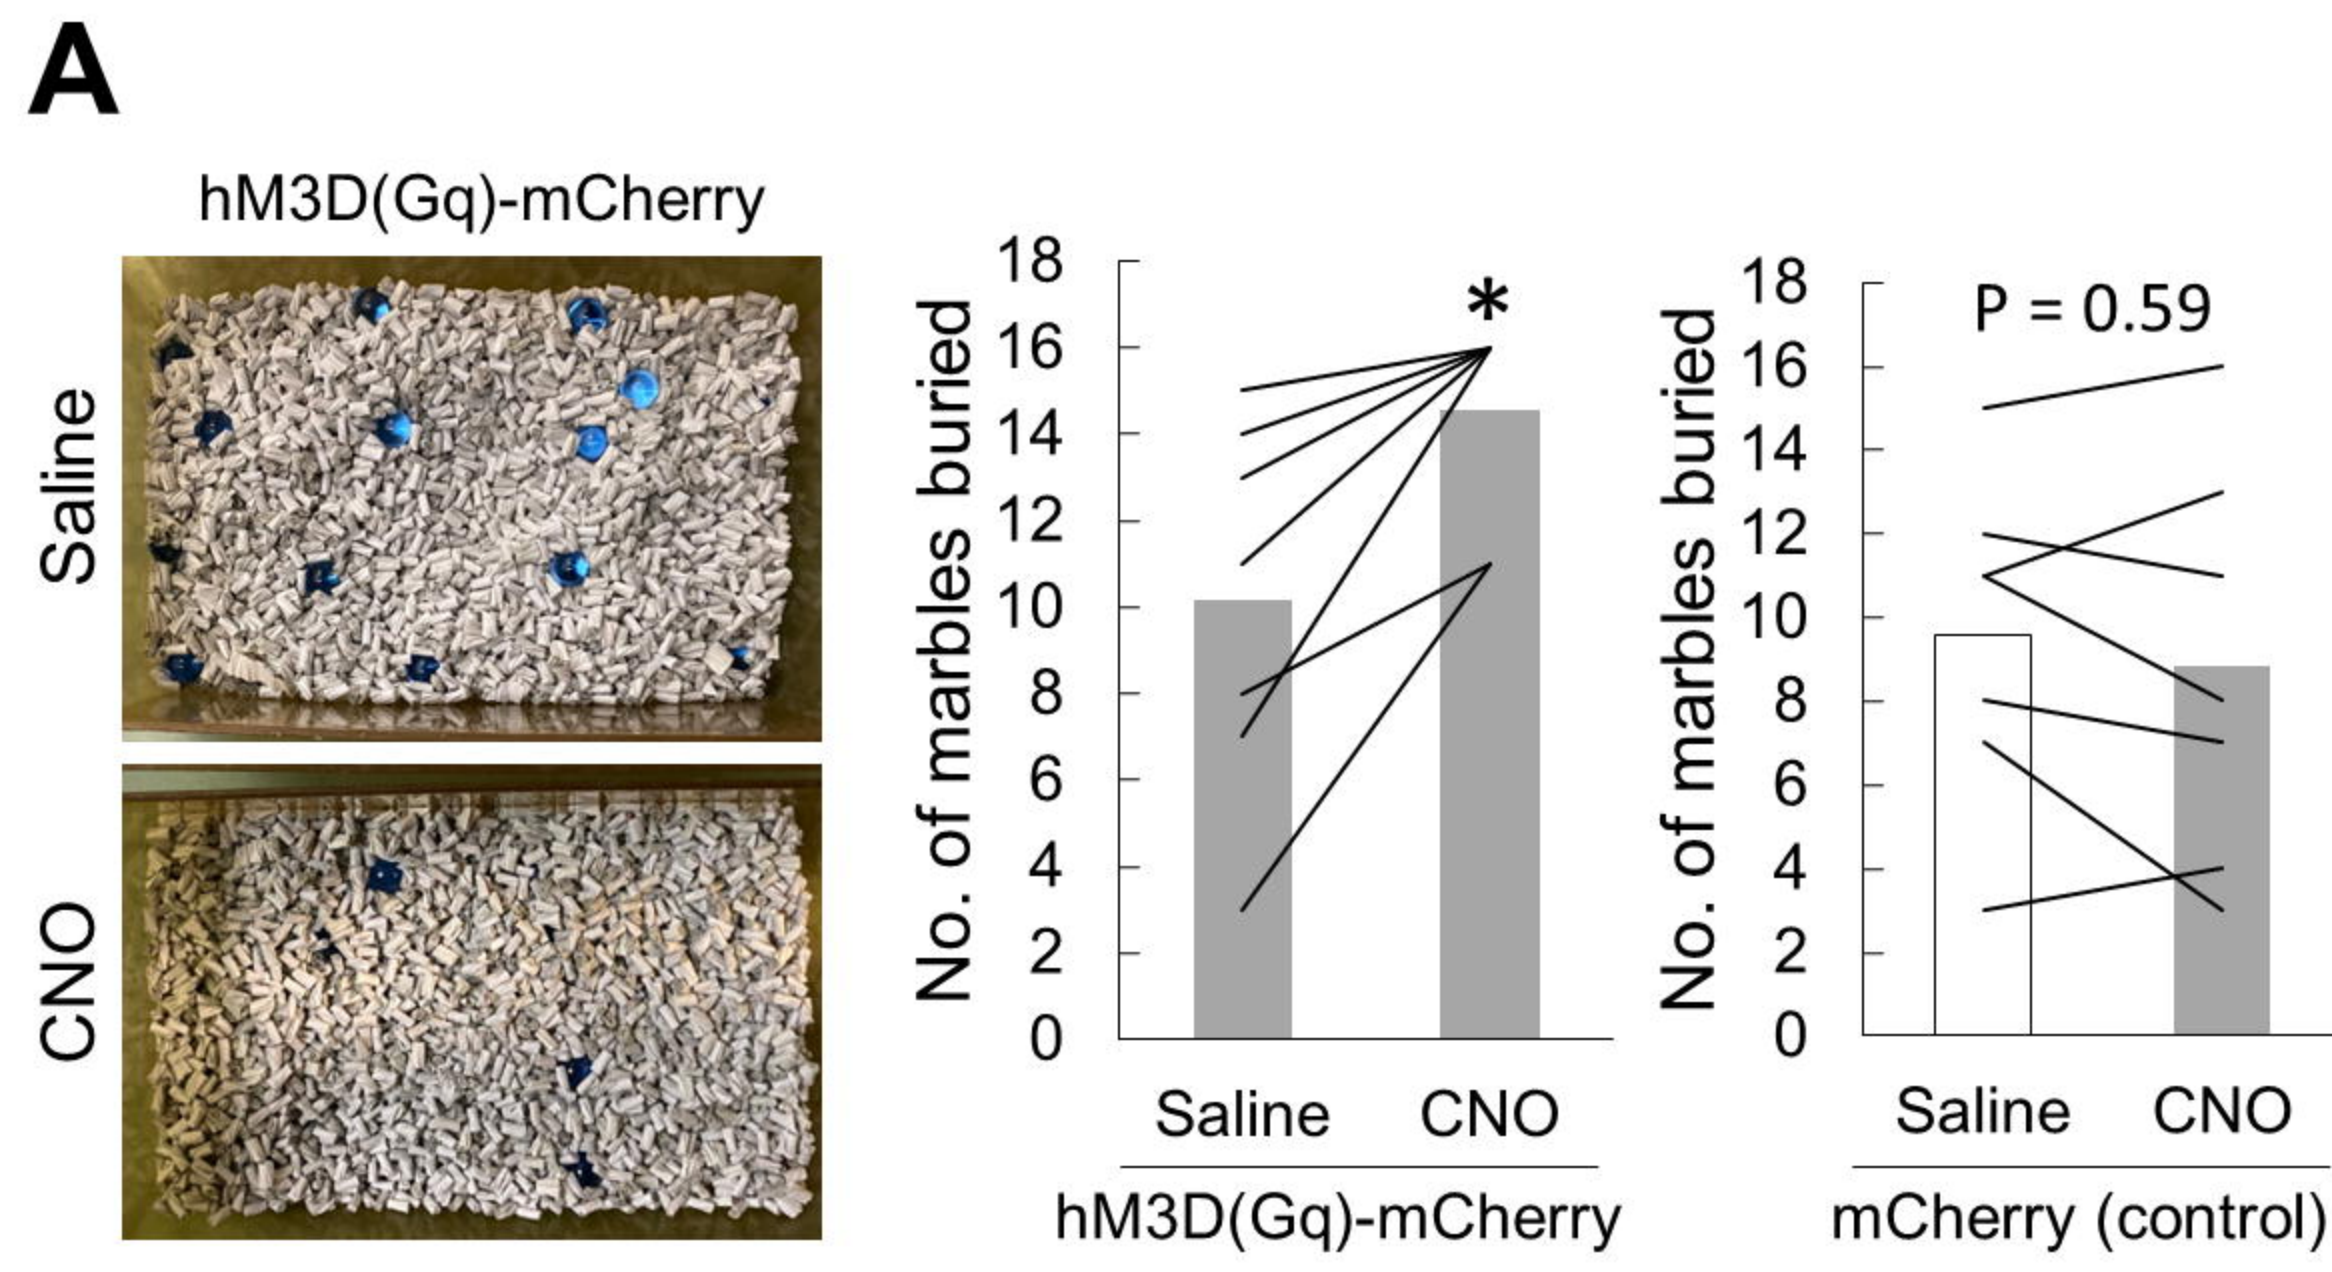 A
hM3D(Gq)-mCherry
Saline
CNO
No. of marbles buried
18
16
14
12
10
8
6
4
2
0
*
Saline CNO
hM3D(Gq)-mCherry
No. of marbles buried
18
16
14
12
10
8
6
4
2
0
P = 0.59
Saline CNO
mCherry (control)